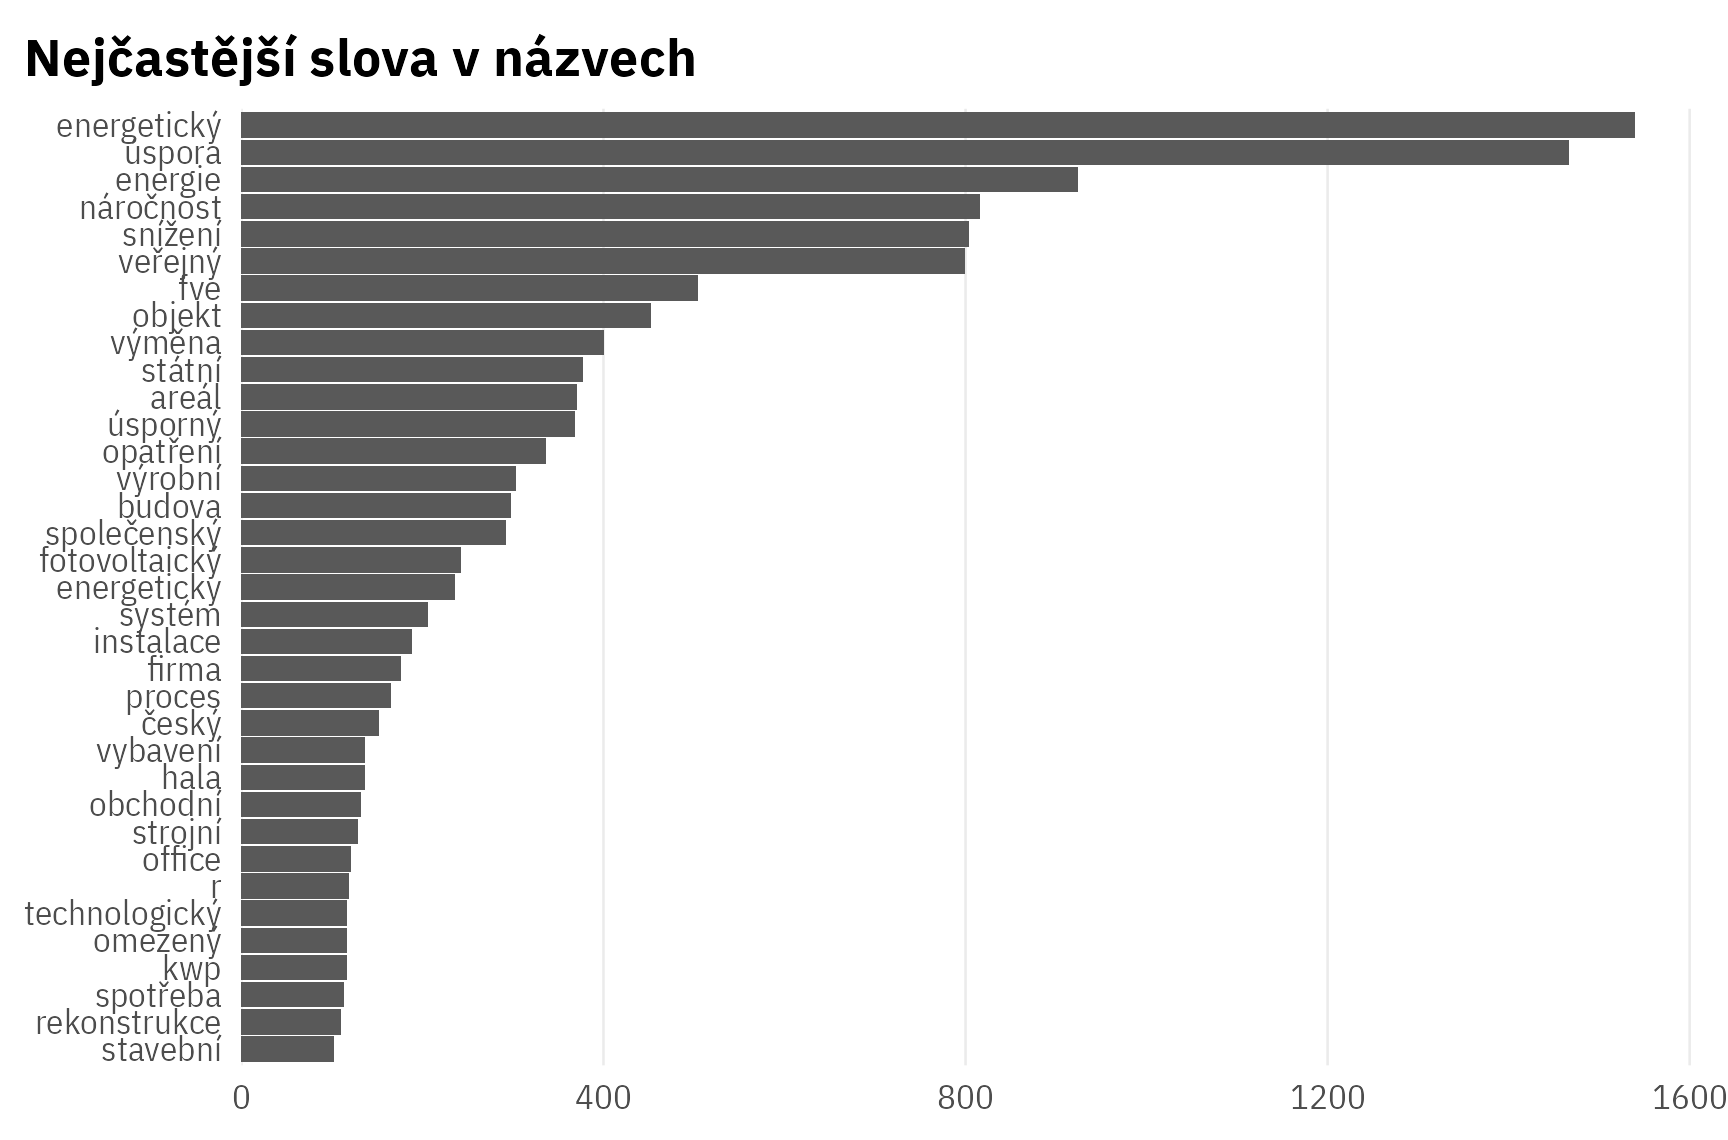 Nejčastější slova v názvech
energetický
úspora
energie
náročnost
snížení
veřejný
fve
objekt
výměna
státní
areál
úsporný
opatření
výrobní
budova
společenský
fotovoltaický
energetický
systém
instalace
firma
proces
český
vybavení
hala
obchodní
strojní
office
r
technologický
omezený
kwp
spotřeba
rekonstrukce
stavební
0 400 800 1200 1600